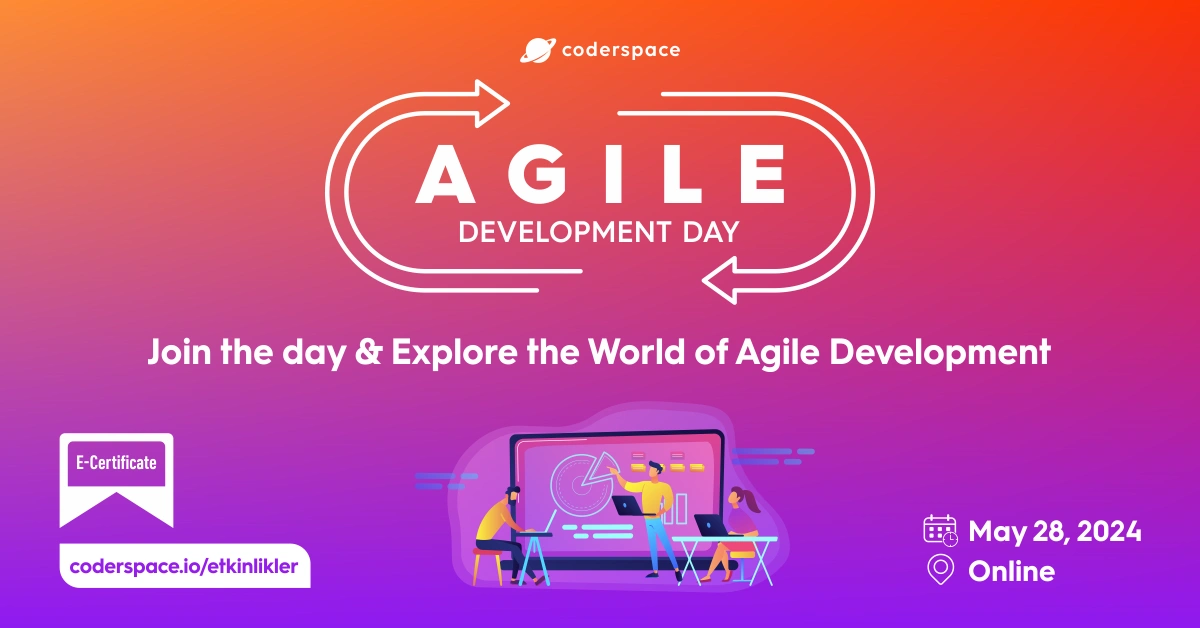 coderspace
AGILE
DEVELOPMENT DAY
Join the day & Explore the World of Agile Development
E-Certificate
coderspace.io/etkinlikler
May 28, 2024
Online